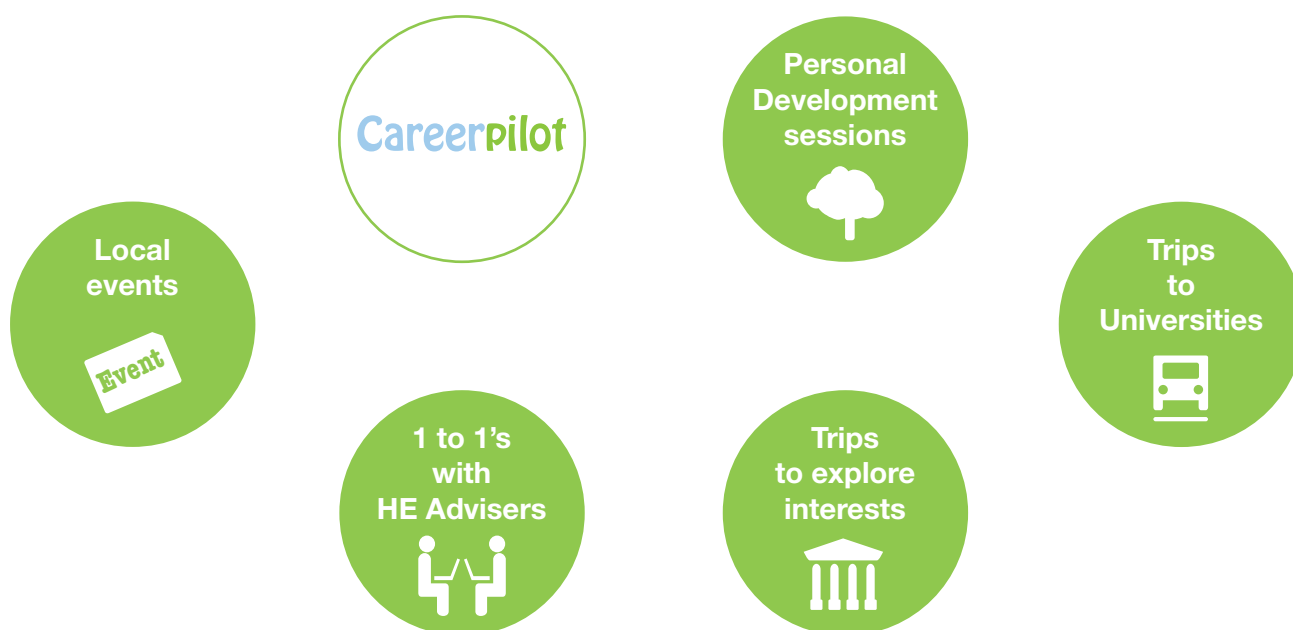 Careerpilot
Personal
Development
sessions
Local
events
Event
Trips
to
Universities
1 to 1’s
with
HE Advisers
Trips
to explore
interests